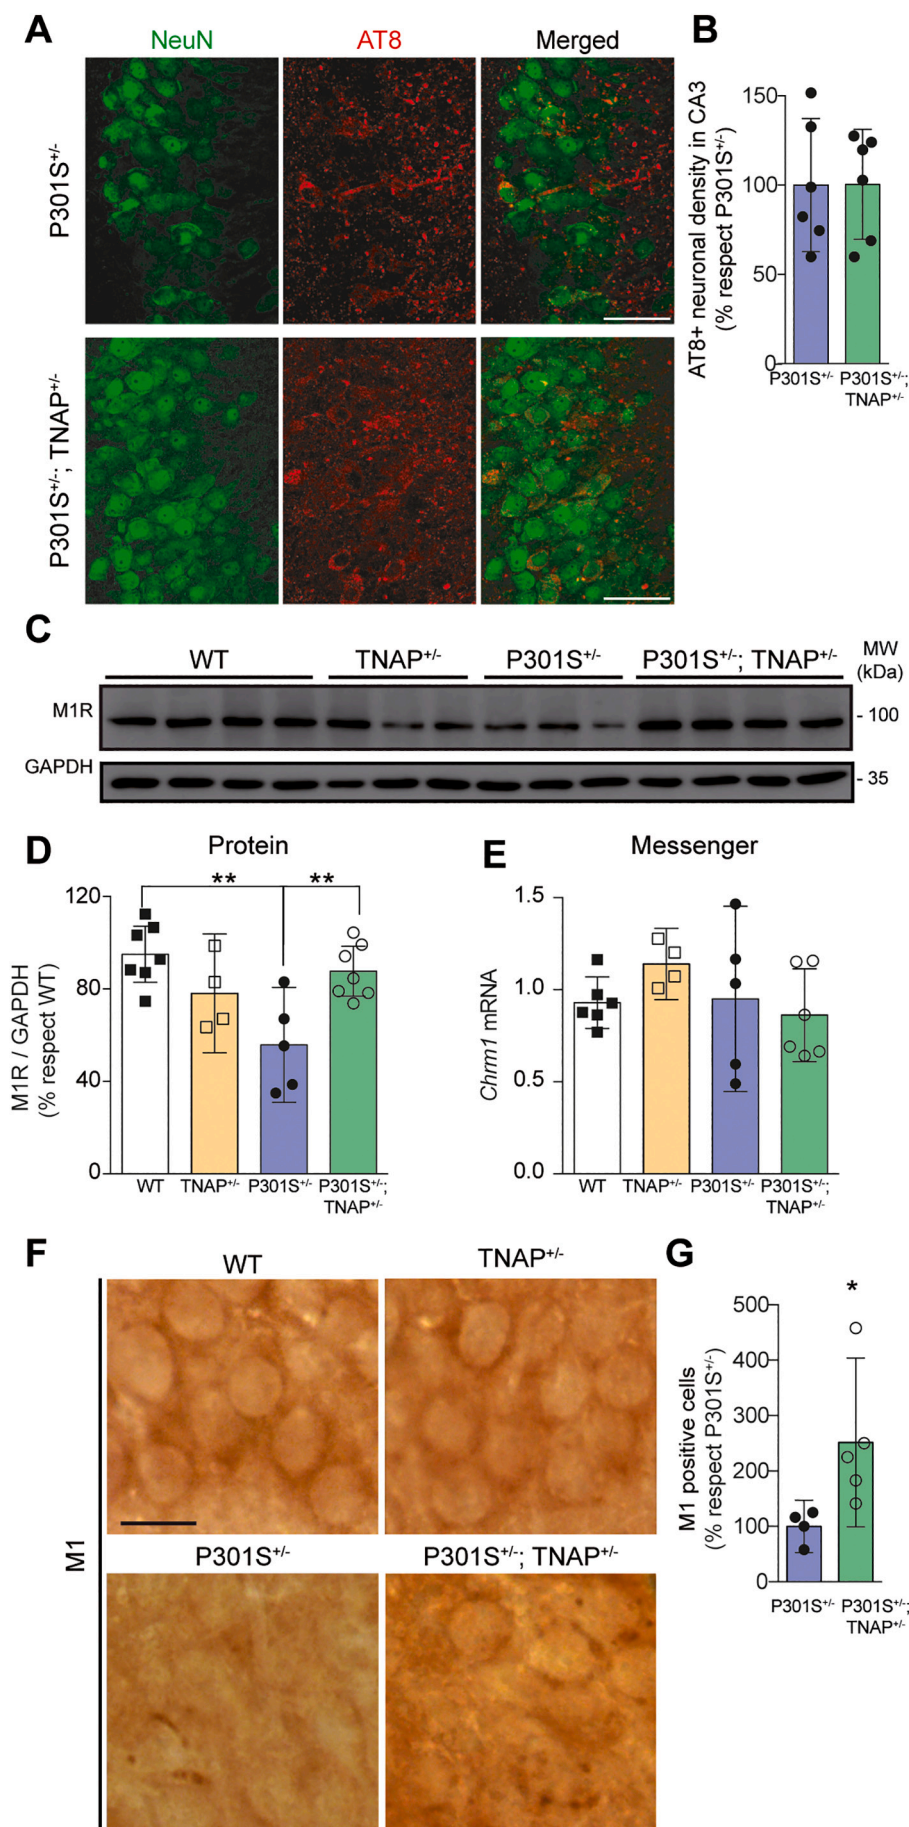 A
NeuN
AT8
Merged
P301S+/-
P301S+/-; TNAP+/-
B
AT8+ neuronal density in CA3
(% respect P301S+/-)
150
100
50
0
P301S+/-
P301S+/-;
TNAP+/-
C
WT
TNAP+/-
P301S+/-
P301S+/-; TNAP+/-
MW
(kDa)
M1R
- 100
GAPDH
- 35
D
Protein
M1R / GAPDH
(% respect WT)
120
80
40
0
**
**
WT
TNAP+/-
P301S+/-
P301S+/-;
TNAP+/-
E
Messenger
Chrm1 mRNA
1.5
1.0
0.5
0.0
WT
TNAP+/-
P301S+/-
P301S+/-;
TNAP+/-
F
WT
TNAP+/-
M1
P301S+/-
P301S+/-; TNAP+/-
G
M1 positive cells
(% respect P301S+/-)
500
400
300
200
100
0
*
P301S+/-
P301S+/-;
TNAP+/-